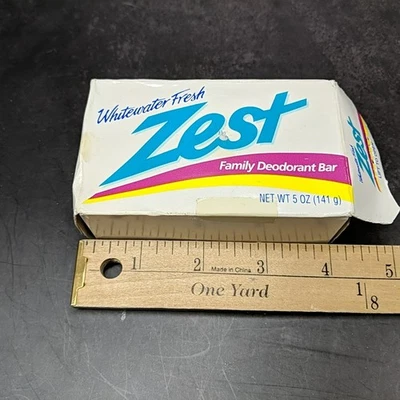 Whitewater Fresh
Zest
Family Deodorant Bar
NET WT 5 OZ (141 g)
1 2 3 4 5
Made in China
One Yard
1
8